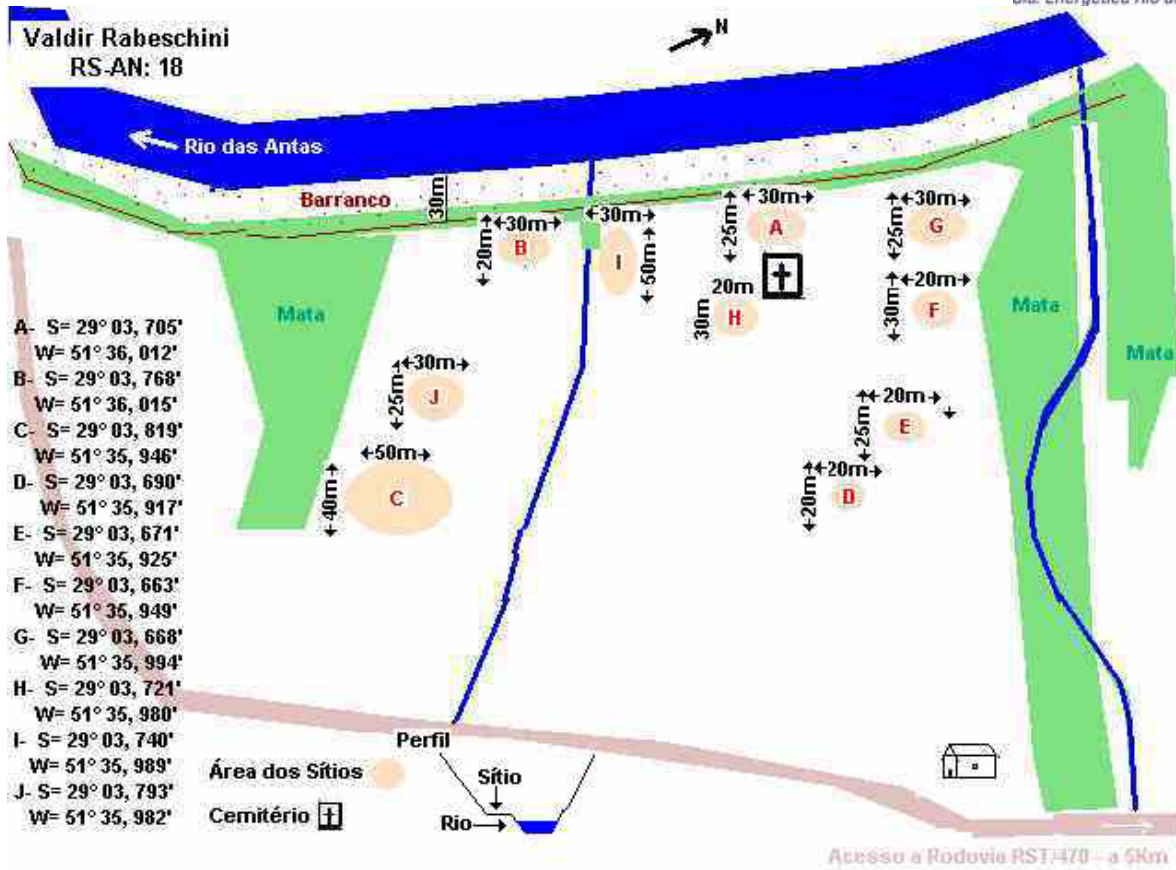 Valdir Rabeschini
RS-AN: 18
N
Rio das Antas
Barranco
30m
30m
20m
B
30m
50m
I
30m
25m
A
30m
25m
G
20m
30m
H
20m
30m
F
Mata
Mata
Mata
30m
25m
J
50m
40m
C
20m
25m
E
20m
20m
D
A- S= 29° 03, 705'
W= 51° 36, 012'
B- S= 29° 03, 768'
W= 51° 36, 015'
C- S= 29° 03, 819'
W= 51° 35, 946'
D- S= 29° 03, 690'
W= 51° 35, 917'
E- S= 29° 03, 671'
W= 51° 35, 925'
F- S= 29° 03, 663'
W= 51° 35, 949'
G- S= 29° 03, 668'
W= 51° 35, 994'
H- S= 29° 03, 721'
W= 51° 35, 980'
I- S= 29° 03, 740'
W= 51° 35, 989'
J- S= 29° 03, 793'
W= 51° 35, 982'
Área dos Sítios
Cemitério
Perfil
Sítio
Rio
Acesso a Rodovia RST/470 - a 5Km